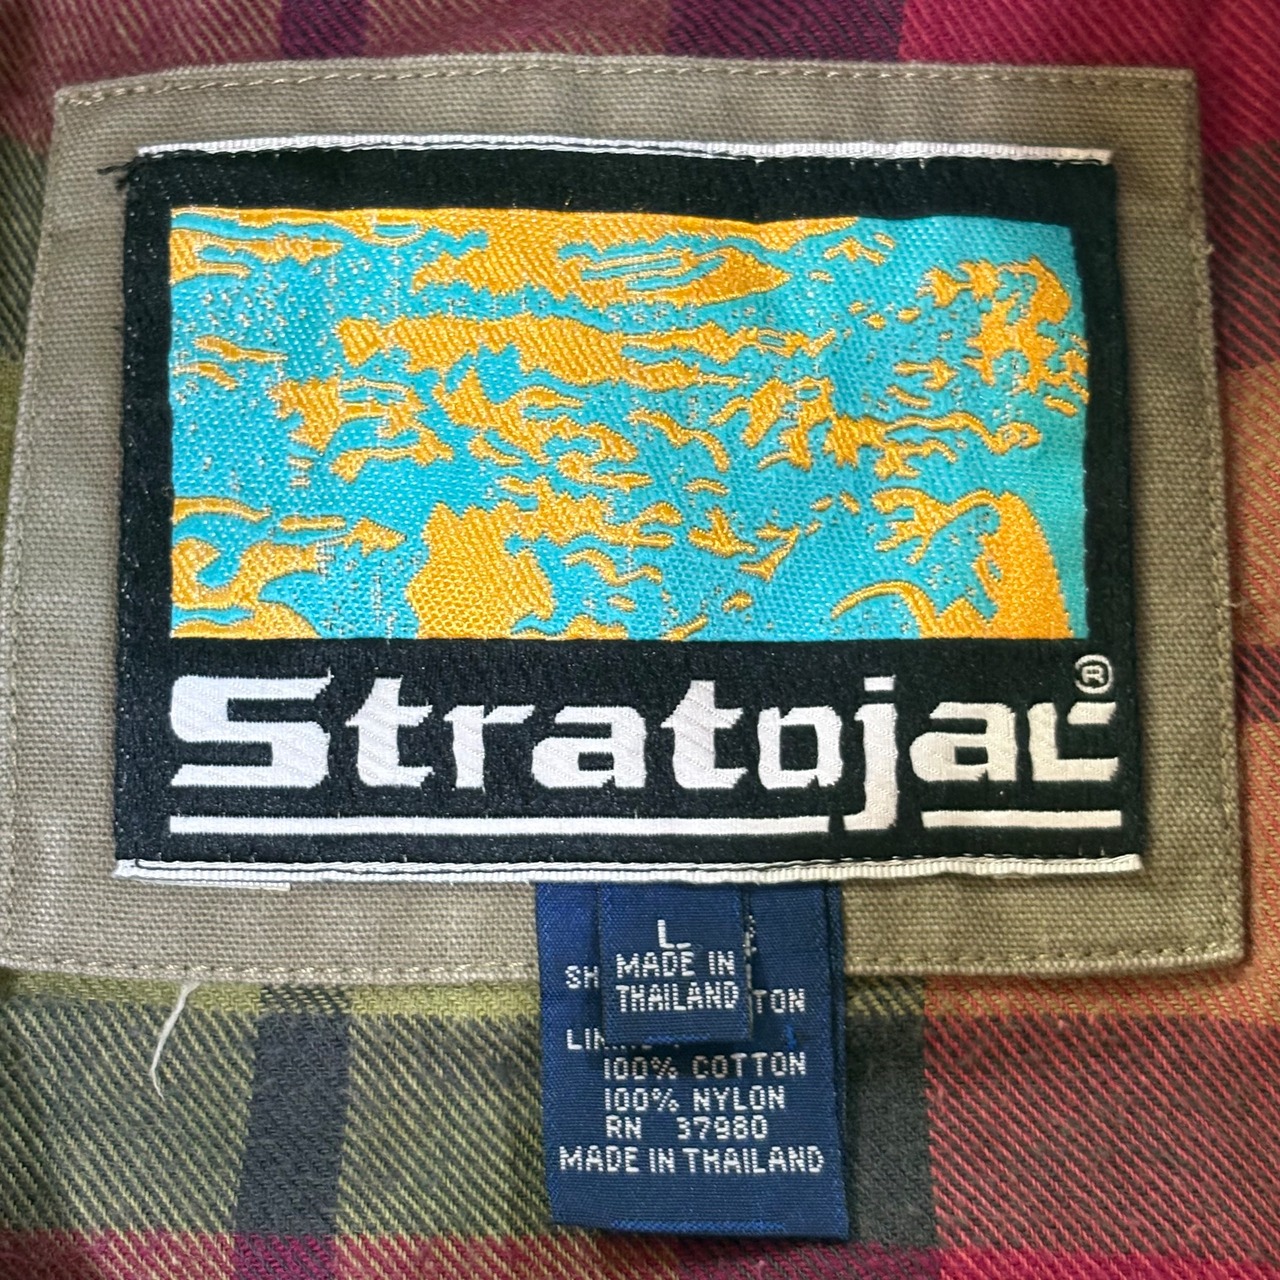 Stratojac®
L
MADE IN
THAILAND
100% COTTON
100% NYLON
RN 37980
MADE IN THAILAND